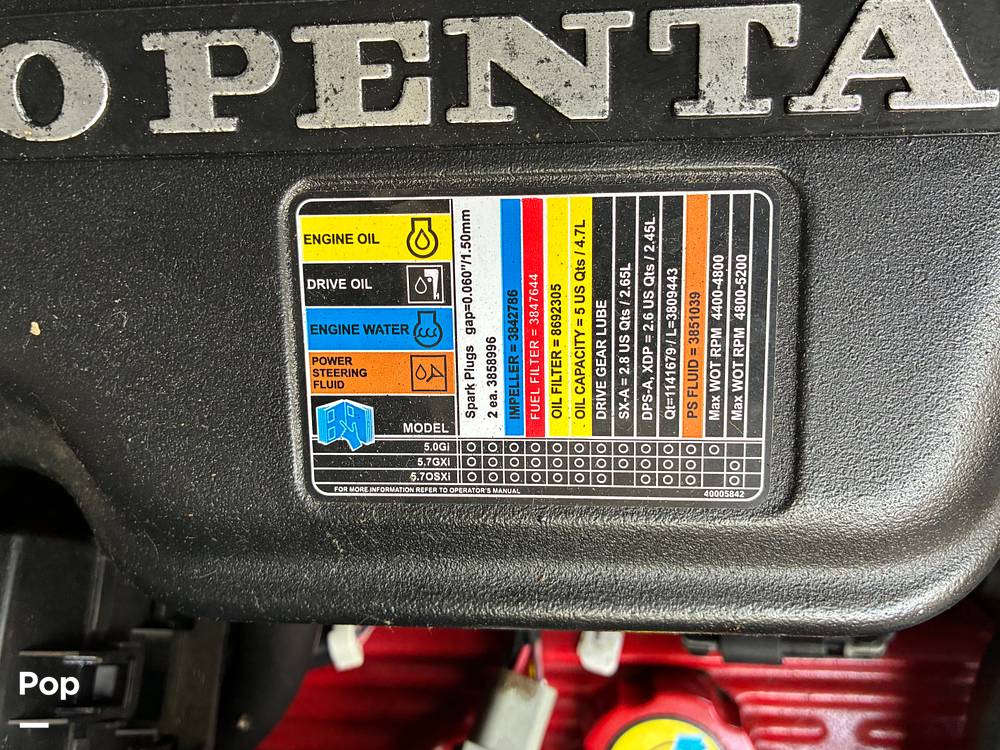 OPENTA
ENGINE OIL
DRIVE OIL
ENGINE WATER
POWER
STEERING
FLUID
MODEL
Spark Plugs gap=0.060"/1.50mm
2 ea. 3858996
IMPELLER = 3842786
FUEL FILTER = 3847644
OIL FILTER = 8692305
OIL CAPACITY = 5 US Qts / 4.7L
DRIVE GEAR LUBE
SX-A = 2.8 US Qts / 2.65L
DPS-A, XDP = 2.6 US Qts / 2.45L
Qt=1141679 / L=3809443
PS FLUID = 3851039
Max WOT RPM 4400-4800
Max WOT RPM 4800-5200
5.0Gi
5.7GXi
5.7OSXi
FOR MORE INFORMATION REFER TO OPERATOR'S MANUAL
40005842
Pop